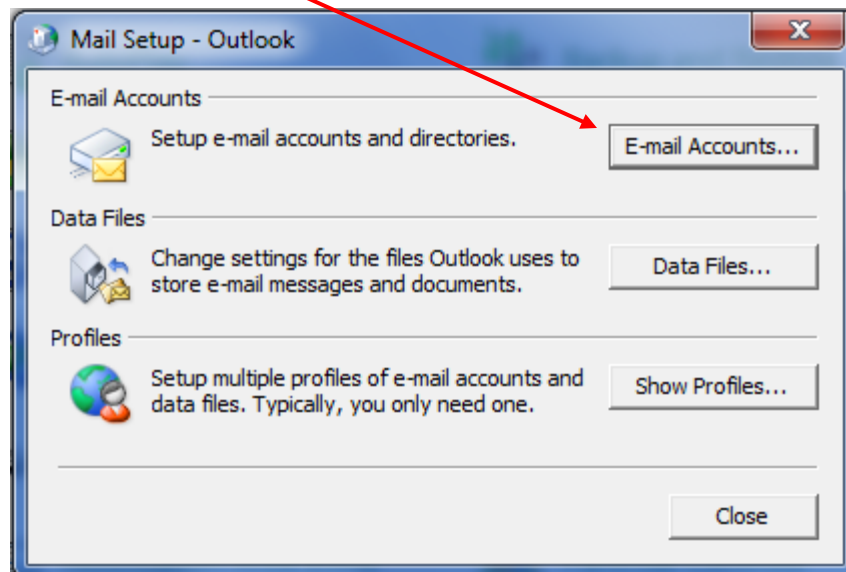 Mail Setup - Outlook
E-mail Accounts
Setup e-mail accounts and directories.
E-mail Accounts...
Data Files
Change settings for the files Outlook uses to
store e-mail messages and documents.
Data Files...
Profiles
Setup multiple profiles of e-mail accounts and
data files. Typically, you only need one.
Show Profiles...
Close